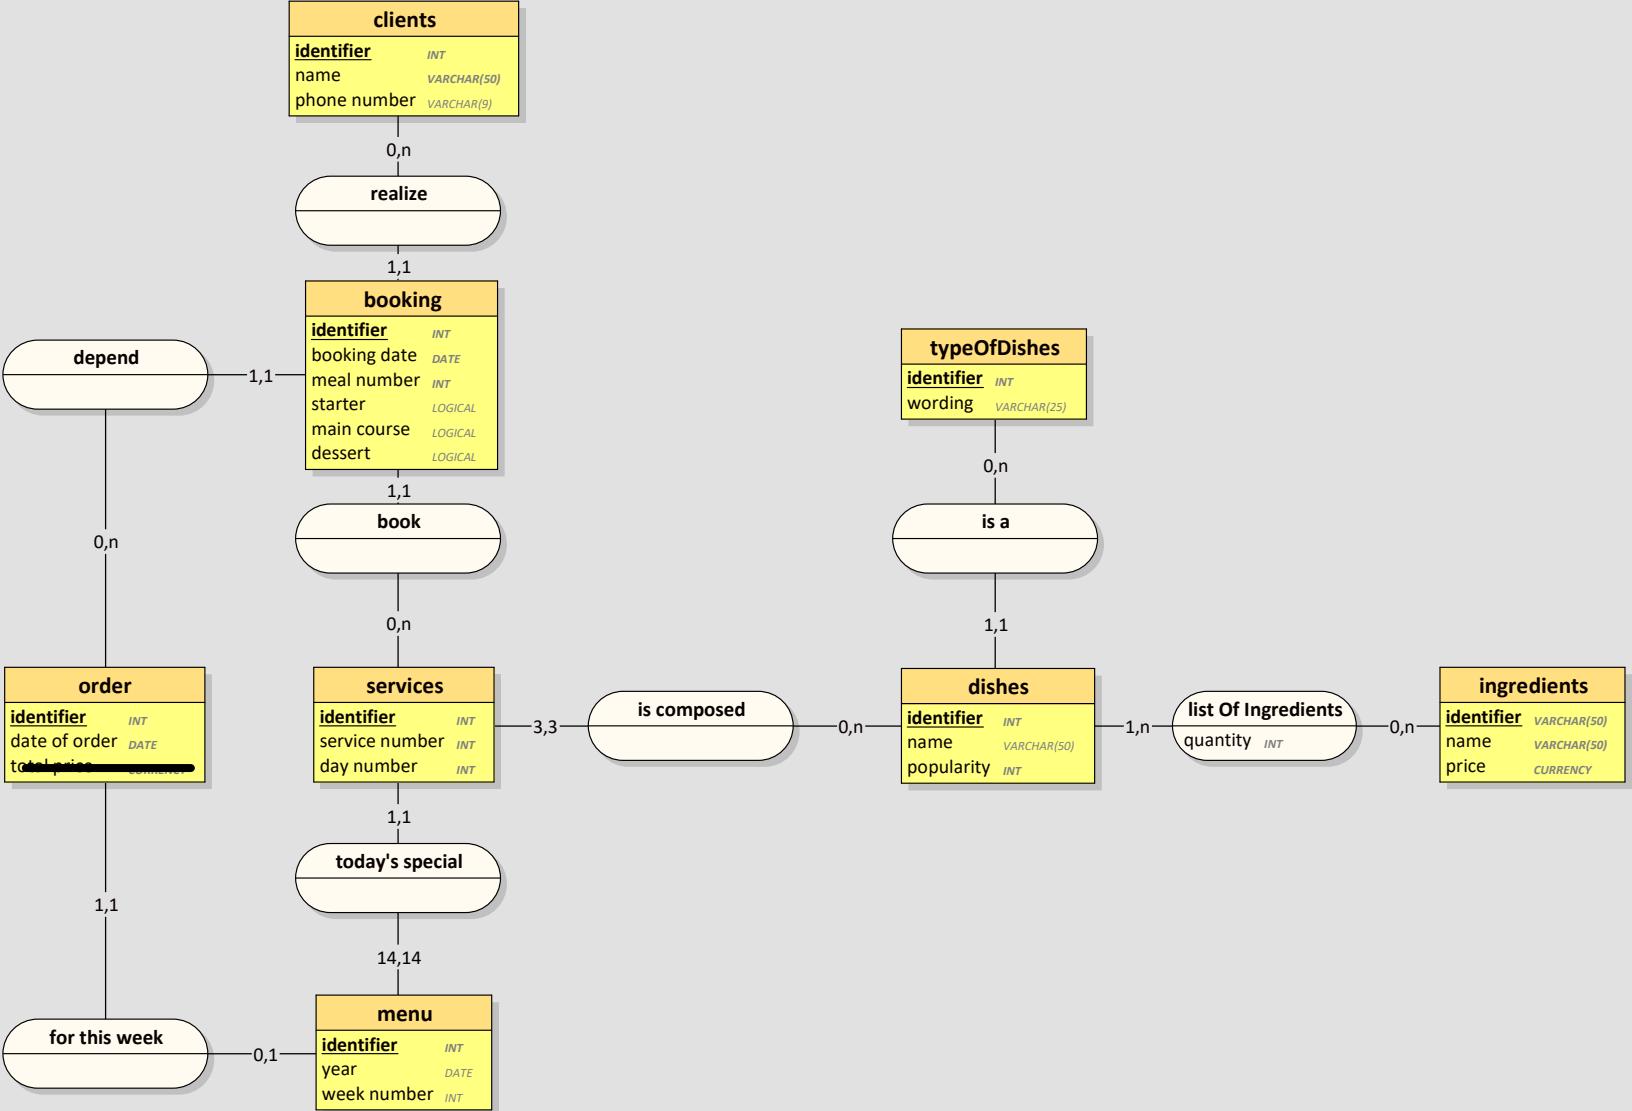 clients
identifier INT
name VARCHAR(50)
phone number VARCHAR(9)
0,n
realize
1,1
booking
identifier INT
booking date DATE
meal number INT
starter LOGICAL
main course LOGICAL
dessert LOGICAL
depend
1,1
1,1
book
0,n
0,n
typeOfDishes
identifier INT
wording VARCHAR(25)
0,n
is a
1,1
order
identifier INT
date of order DATE
total price CURRENCY
services
identifier INT
service number INT
day number INT
3,3
is composed
0,n
dishes
identifier INT
name VARCHAR(50)
popularity INT
1,n
list Of Ingredients
quantity INT
0,n
ingredients
identifier VARCHAR(50)
name VARCHAR(50)
price CURRENCY
1,1
today's special
1,1
14,14
for this week
0,1
menu
identifier INT
year DATE
week number INT